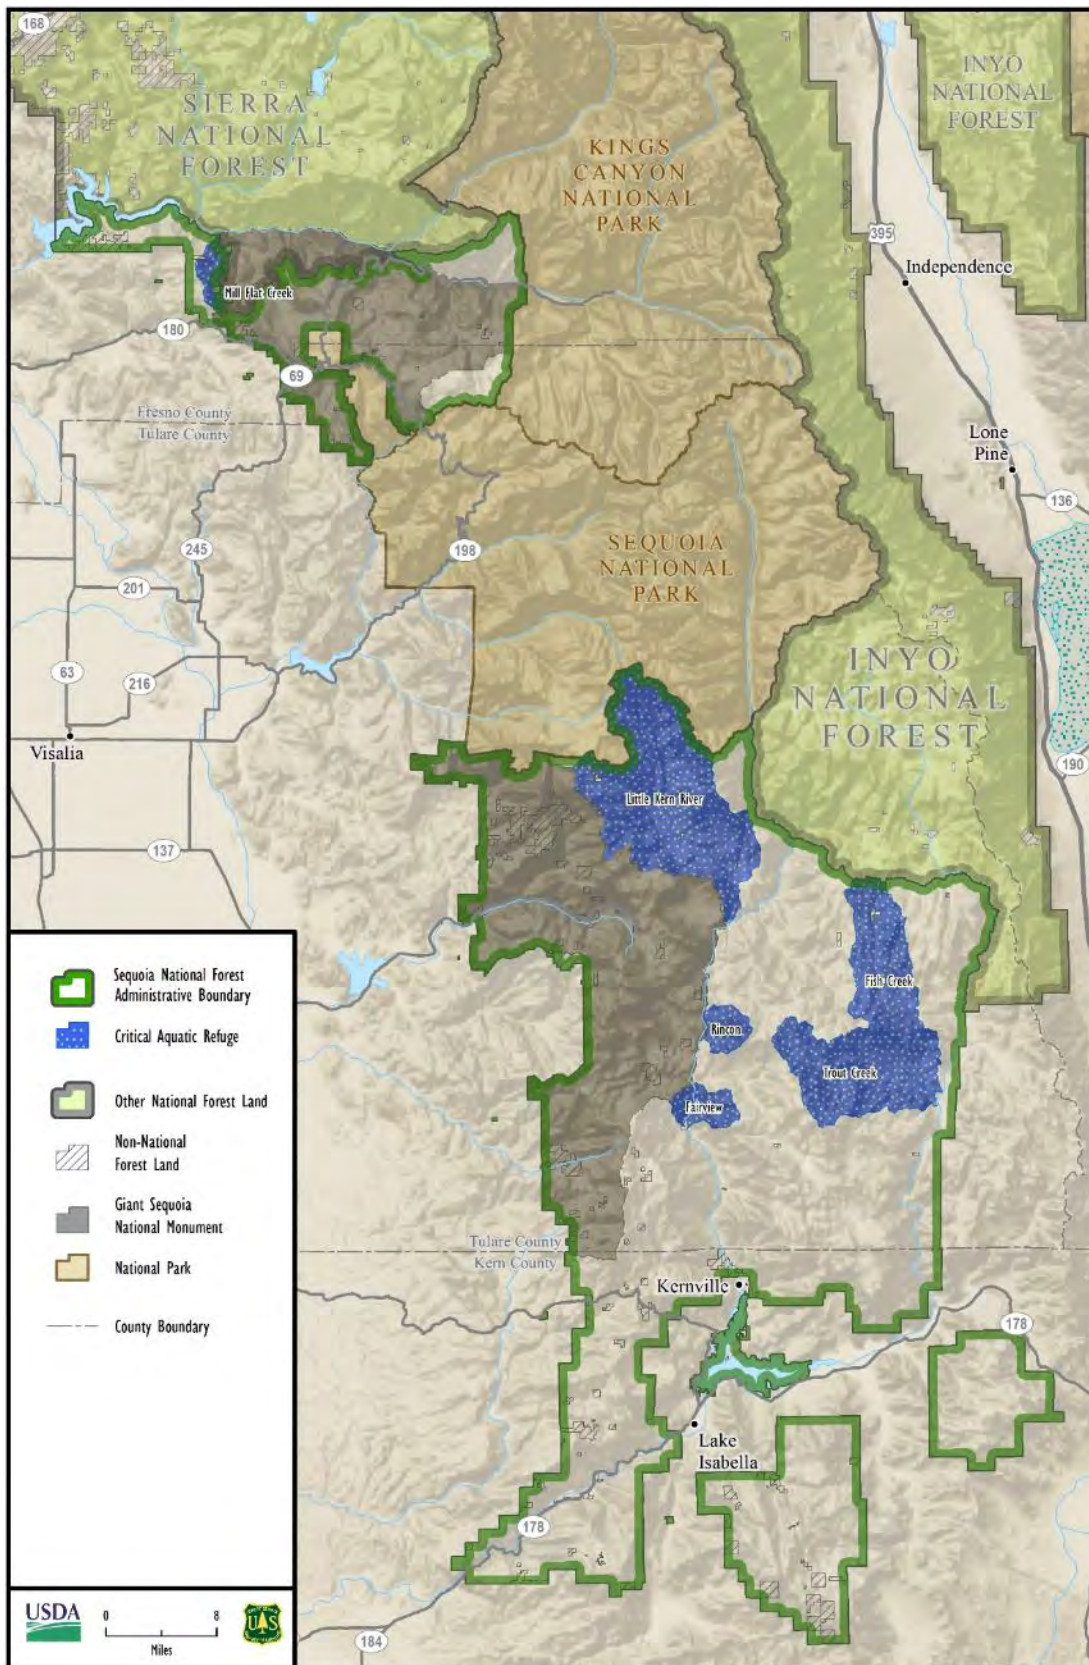 168
SIERRA
NATIONAL
FOREST
KINGS
CANYON
NATIONAL
PARK
INYO
NATIONAL
FOREST
395
Independence
Mill Flat Creek
180
69
Fresno County
Tulare County
Lone
Pine
136
245
198
SEQUOIA
NATIONAL
PARK
201
63
216
INYO
NATIONAL
FOREST
Visalia
190
Little Kern River
137
Fish Creek
Rincon
Trout Creek
Fairview
Sequoia National Forest
Administrative Boundary
Critical Aquatic Refuge
Other National Forest Land
Non-National
Forest Land
Giant Sequoia
National Monument
National Park
County Boundary
Tulare County
Kern County
Kernville
178
Lake
Isabella
178
184
USDA
0 8
Miles
U S